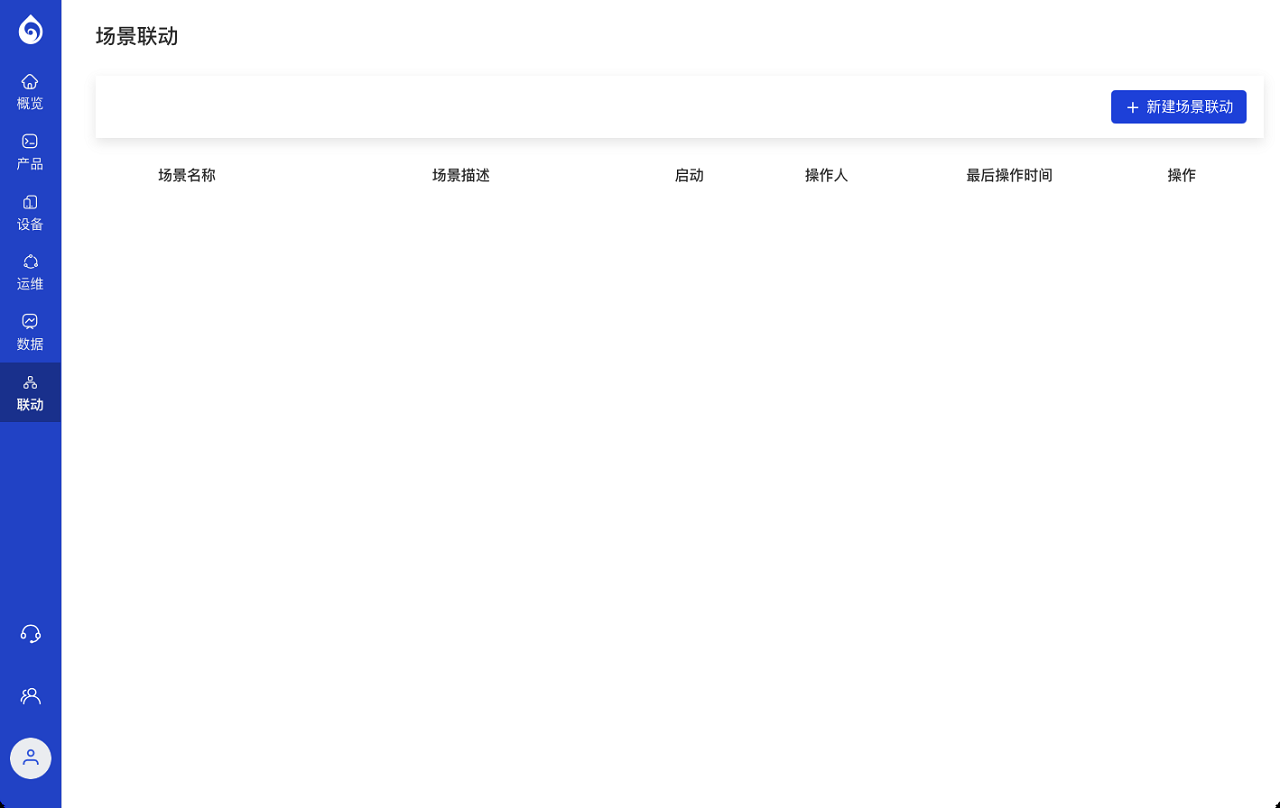 场景联动
概览
新建场景联动
产品
场景名称 场景描述 启动 操作人 最后操作时间 操作
设备
运维
数据
联动